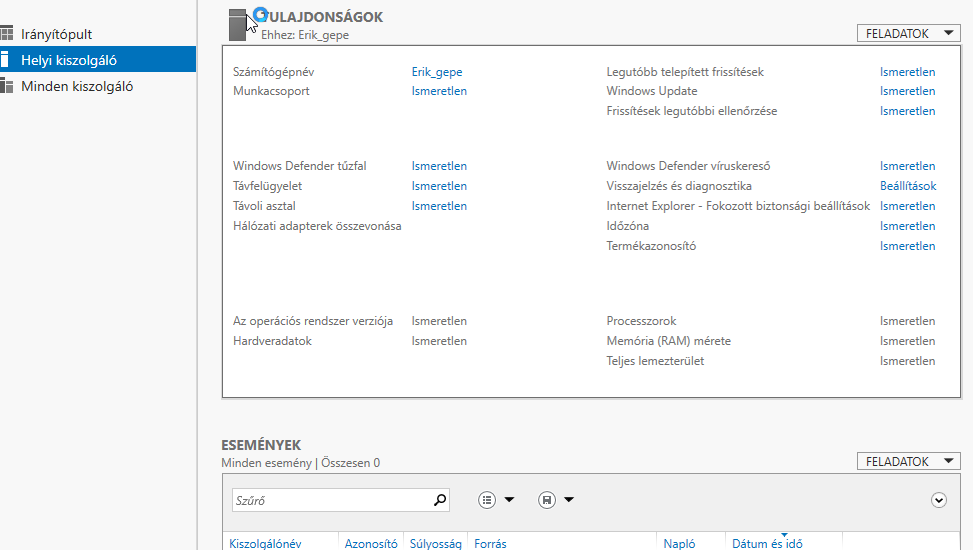 Irányítópult
Helyi kiszolgáló
Minden kiszolgáló
TULAJDONSÁGOK
Ehhez: Erik_gepe
FELADATOK
Számítógépnév Erik_gepe
Munkacsoport Ismeretlen
Legutóbb telepített frissítések Ismeretlen
Windows Update Ismeretlen
Frissítések legutóbbi ellenőrzése Ismeretlen
Windows Defender tűzfal Ismeretlen
Távfelügyelet Ismeretlen
Távoli asztal Ismeretlen
Hálózati adapterek összevonása
Windows Defender víruskereső Ismeretlen
Visszajelzés és diagnosztika Beállítások
Internet Explorer - Fokozott biztonsági beállítások Ismeretlen
Időzóna Ismeretlen
Termékazonosító Ismeretlen
Az operációs rendszer verziója Ismeretlen
Hardveradatok Ismeretlen
Processzorok Ismeretlen
Memória (RAM) mérete Ismeretlen
Teljes lemezterület Ismeretlen
ESEMÉNYEK
Minden esemény | Összesen 0
FELADATOK
Szűrő
Kiszolgálónév Azonosító Súlyosság Forrás Napló Dátum és idő